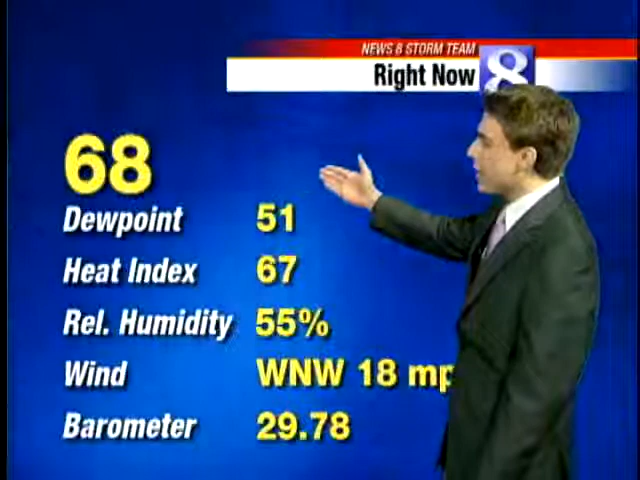 NEWS 8 STORM TEAM
Right Now 8
68
Dewpoint 51
Heat Index 67
Rel. Humidity 55%
Wind WNW 18 mp
Barometer 29.78